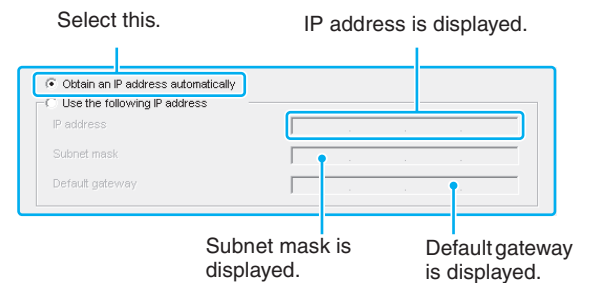 Select this.
IP address is displayed.
Obtain an IP address automatically
Use the following IP address
IP address
Subnet mask
Default gateway
Subnet mask is
displayed.
Default gateway
is displayed.